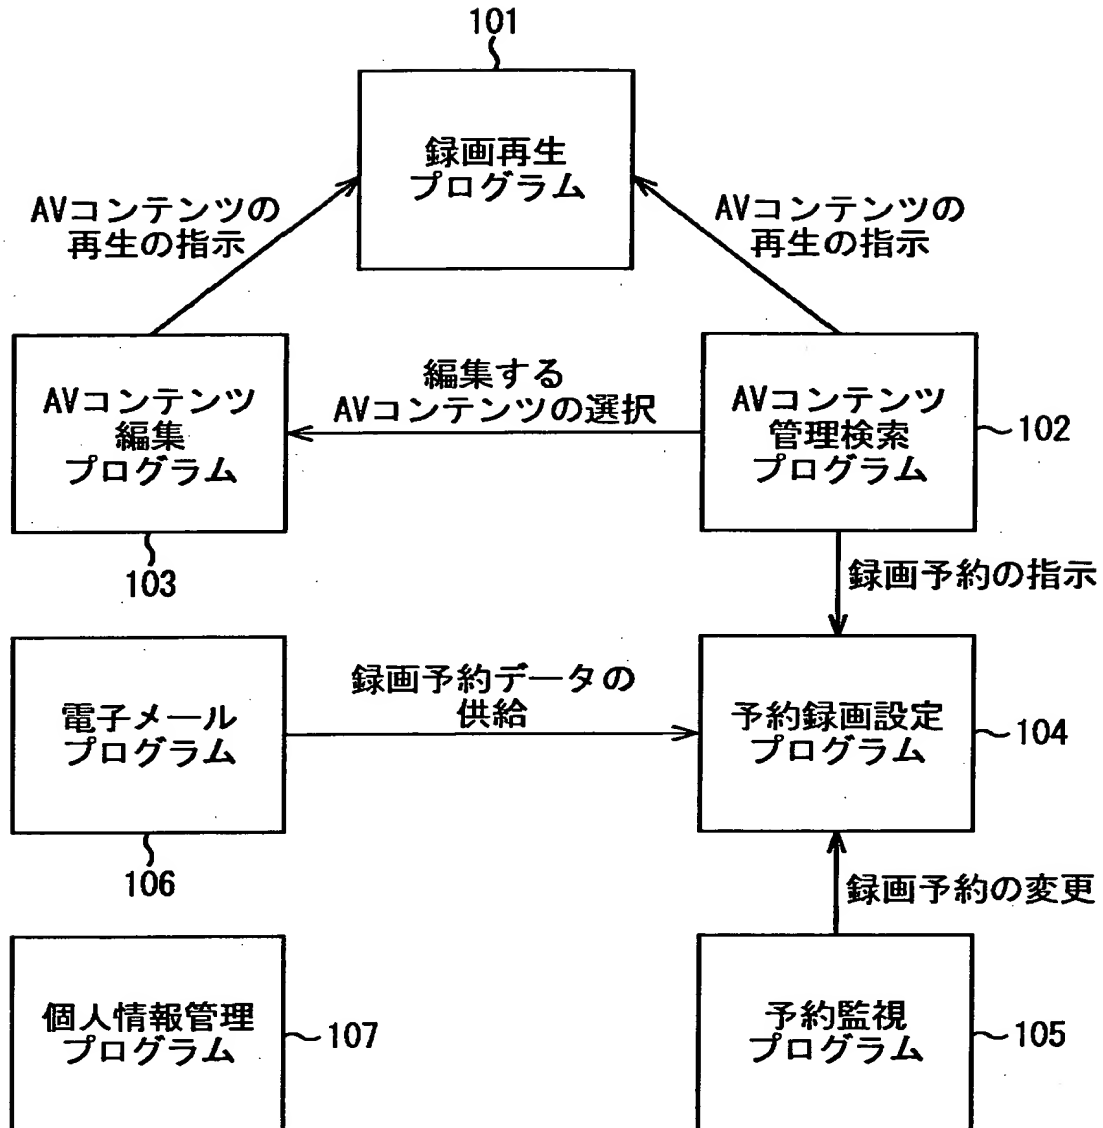 101
録画再生
プログラム
AVコンテンツの
再生の指示
AVコンテンツの
再生の指示
AVコンテンツ
編集
プログラム
103
編集する
AVコンテンツの選択
AVコンテンツ
管理検索
プログラム
102
録画予約の指示
電子メール
プログラム
106
録画予約データの
供給
予約録画設定
プログラム
104
録画予約の変更
個人情報管理
プログラム
107
予約監視
プログラム
105